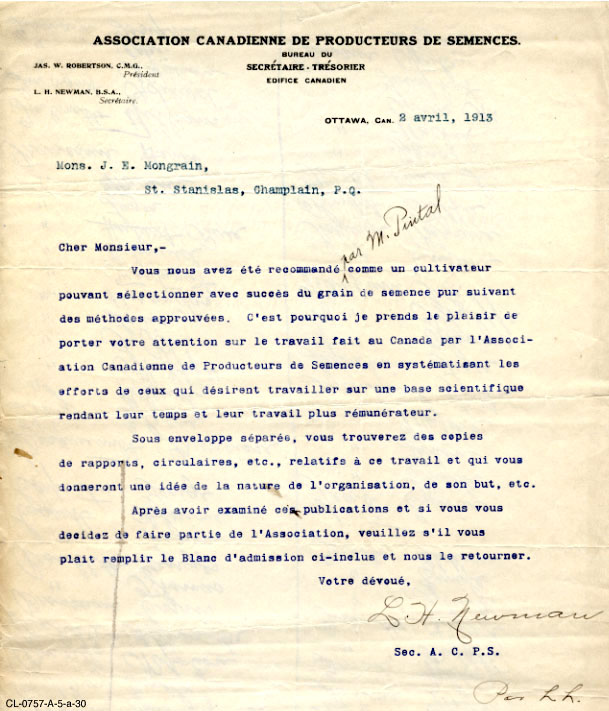 ASSOCIATION CANADIENNE DE PRODUCTEURS DE SEMENCES.
BUREAU DU
SECRÉTAIRE-TRÉSORIER
EDIFICE CANADIEN
JAS. W. ROBERTSON, C.M.G.,
Président
L. H. NEWMAN, B.S.A.,
Secrétaire.
OTTAWA, CAN. 2 avril, 1913
Mons. J. E. Mongrain,
St. Stanislas, Champlain, P.Q.
par M. Pintal
Cher Monsieur,-
Vous nous avez été recommandé comme un cultivateur
pouvant sélectionner avec succès du grain de semence pur suivant
des méthodes approuvées. C'est pourquoi je prends le plaisir de
porter votre attention sur le travail fait au Canada par l'Associ-
ation Canadienne de Producteurs de Semences en systématisant les
efforts de ceux qui désirent travailler sur une base scientifique
rendant leur temps et leur travail plus rémunérateur.
Sous enveloppe séparée, vous trouverez des copies
de rapports, circulaires, etc., relatifs à ce travail et qui vous
donneront une idée de la nature de l'organisation, de son but, etc.
Après avoir examiné ces publications et si vous vous
decidez de faire partie de l'Association, veuillez s'il vous
plait remplir le Blanc d'admission ci-inclus et nous le retourner.
Votre dévoué,
L. H. Newman
Sec. A. C. P. S.
Par h.h.
CL-0757-A-5-a-30